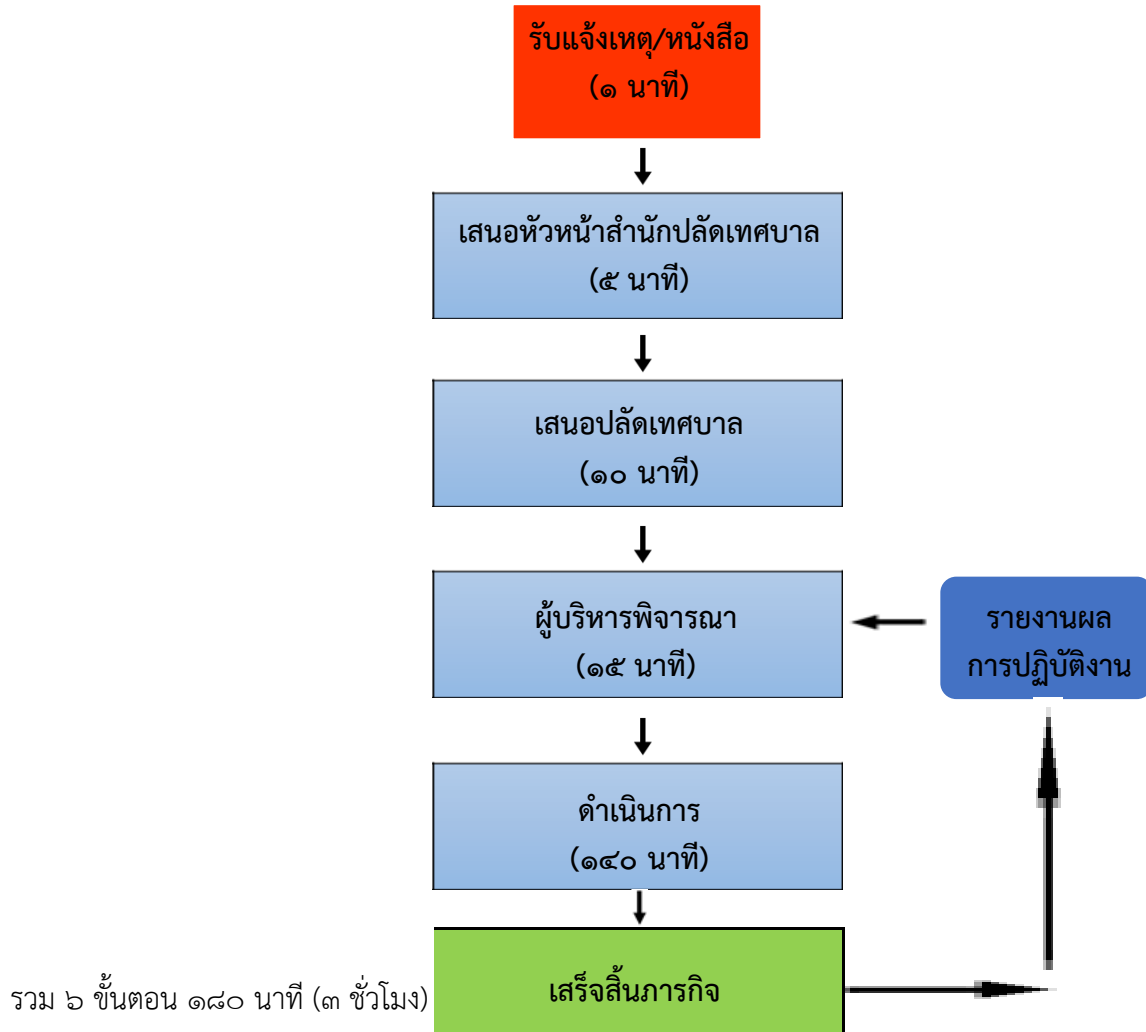 รับแจ้งเหตุ/หนังสือ
(๑ นาที)
เสนอหัวหน้าสำนักปลัดเทศบาล
(๕ นาที)
เสนอปลัดเทศบาล
(๑๐ นาที)
ผู้บริหารพิจารณา
(๑๕ นาที)
รายงานผล
การปฏิบัติงาน
ดำเนินการ
(๑๔๐ นาที)
เสร็จสิ้นภารกิจ
รวม ๖ ขั้นตอน ๑๘๐ นาที (๓ ชั่วโมง)